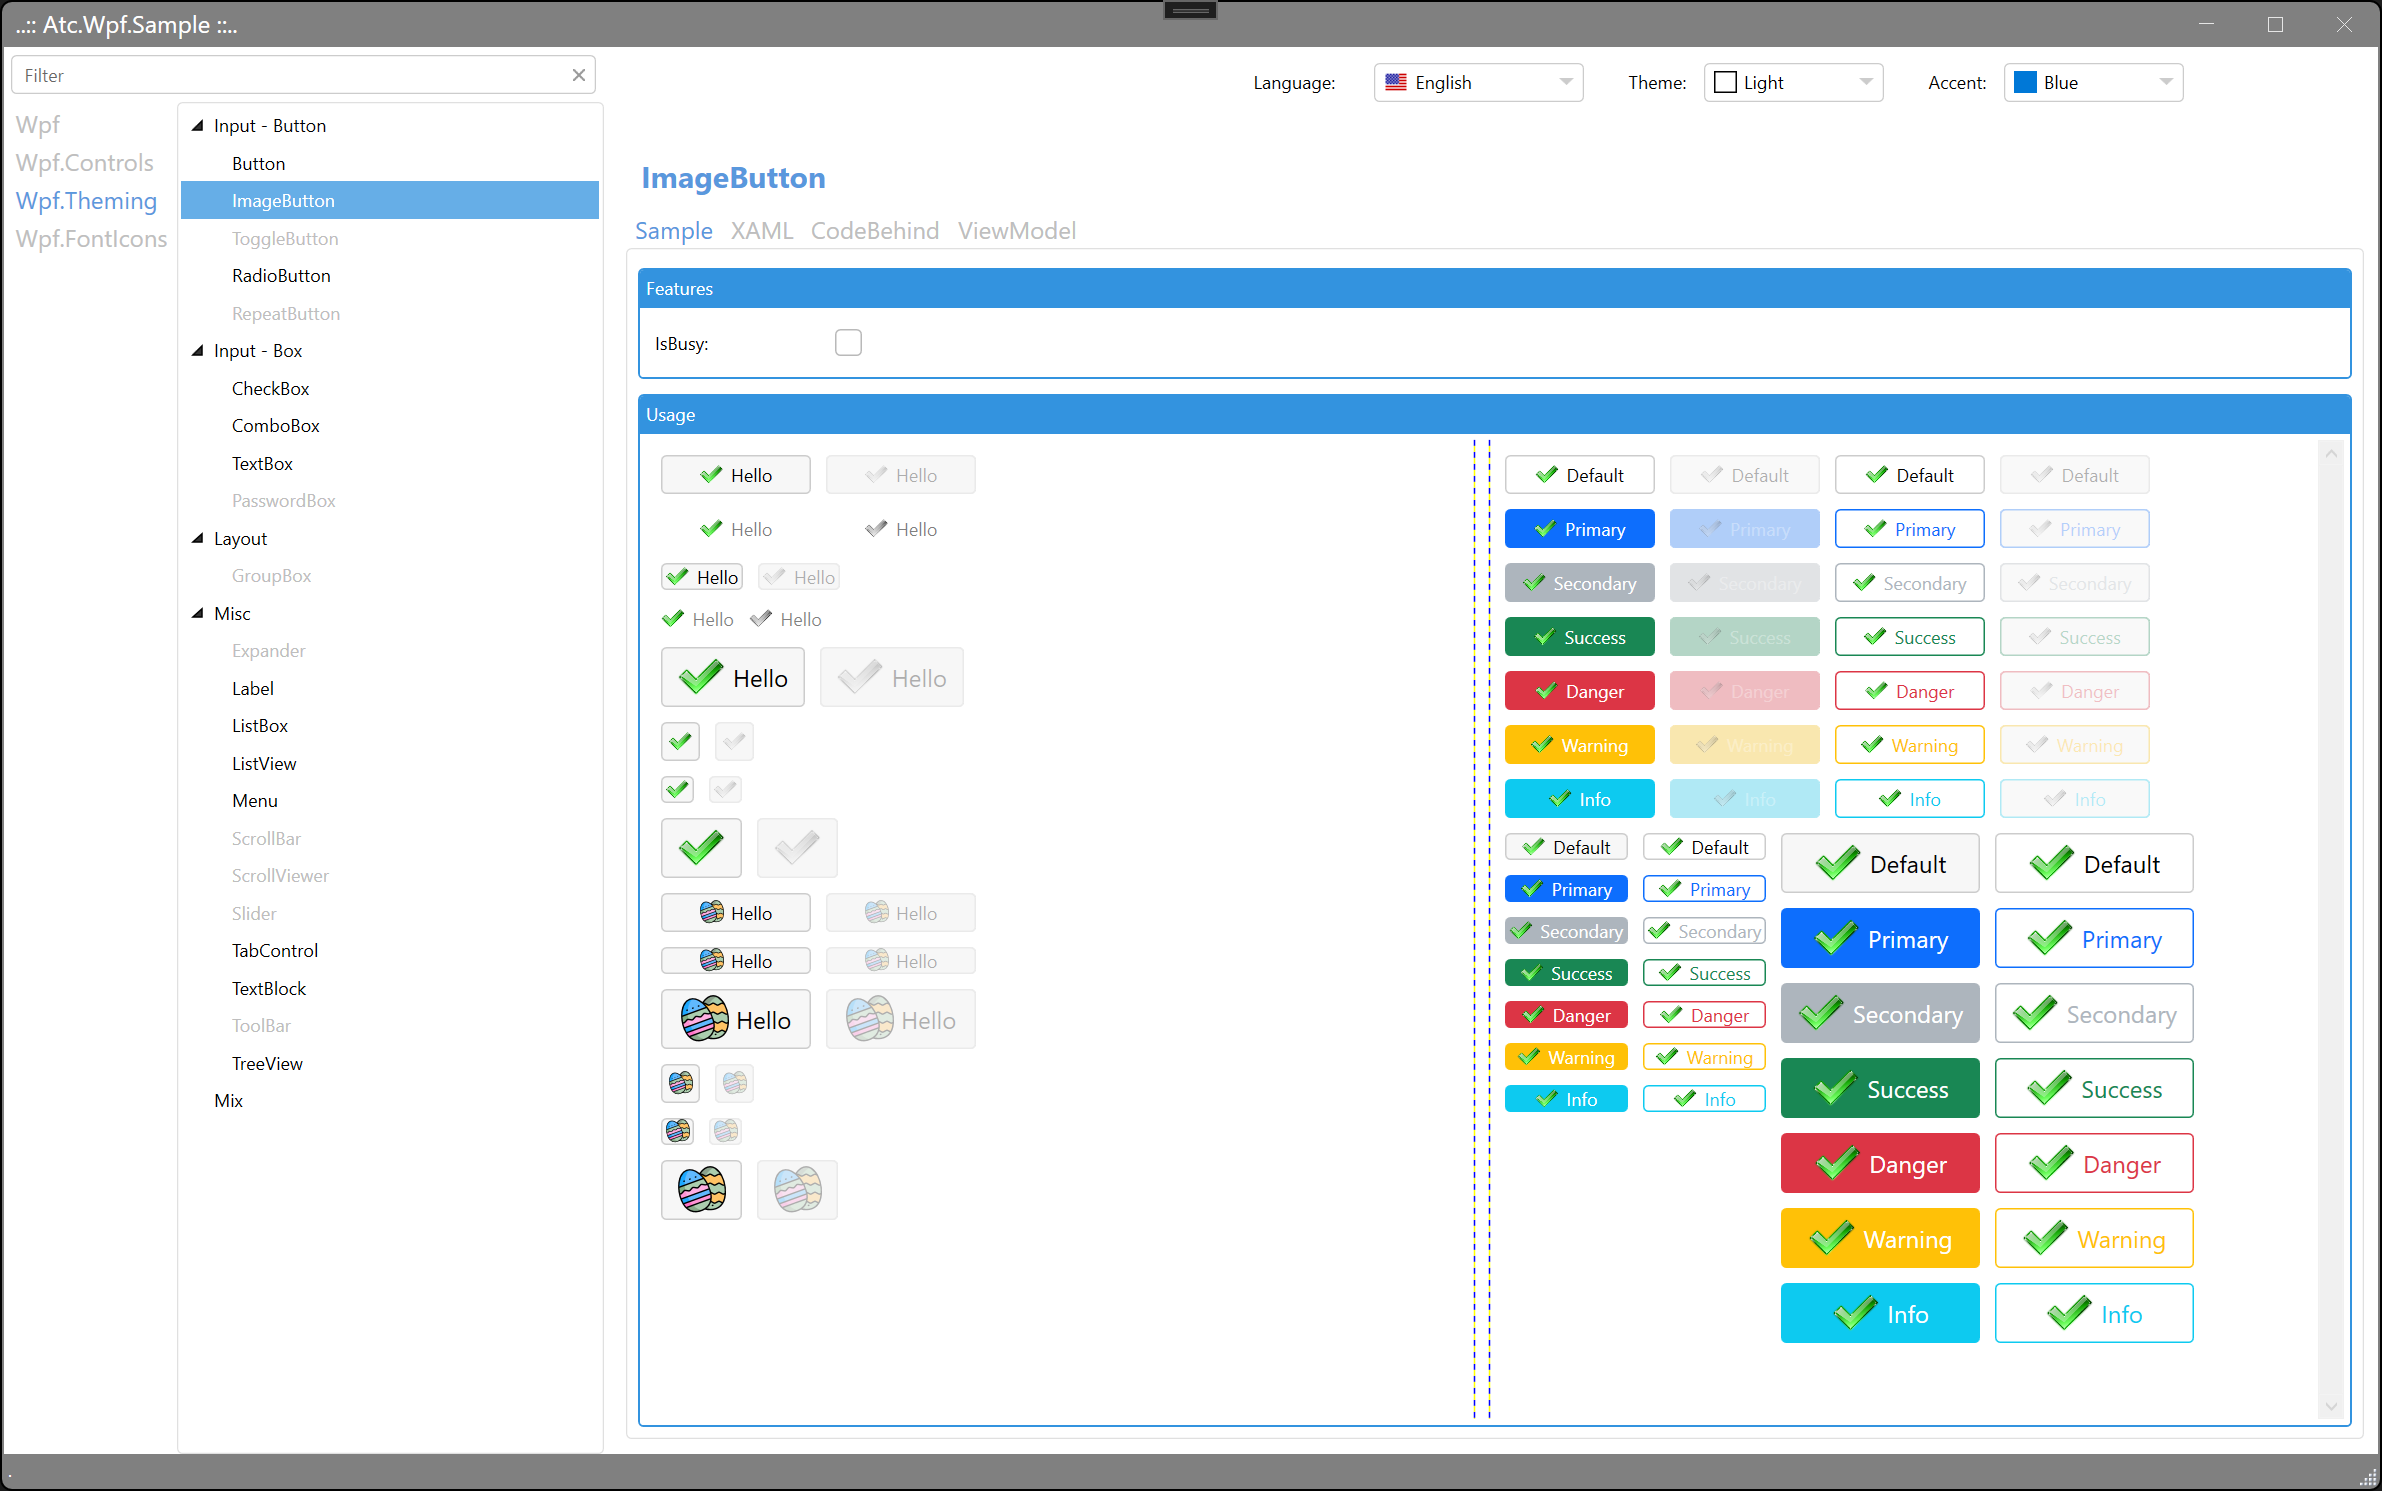 ..:: Atc.Wpf.Sample ::..
Filter
Language: English Theme: Light Accent: Blue
Wpf
Wpf.Controls
Wpf.Theming
Wpf.FontIcons
Input - Button
Button
ImageButton
ToggleButton
RadioButton
RepeatButton
Input - Box
CheckBox
ComboBox
TextBox
PasswordBox
Layout
GroupBox
Misc
Expander
Label
ListBox
ListView
Menu
ScrollBar
ScrollViewer
Slider
TabControl
TextBlock
ToolBar
TreeView
Mix
ImageButton
Sample XAML CodeBehind ViewModel
Features
IsBusy:
Usage
Hello Hello
Hello Hello
Hello Hello
Hello Hello
Hello Hello
Hello Hello
Hello Hello
Hello Hello
Default Default Default Default
Primary Primary Primary Primary
Secondary Secondary Secondary Secondary
Success Success Success Success
Danger Danger Danger Danger
Warning Warning Warning Warning
Info Info Info Info
Default Default
Primary Primary
Secondary Secondary
Success Success
Danger Danger
Warning Warning
Info Info
Default Default
Primary Primary
Secondary Secondary
Success Success
Danger Danger
Warning Warning
Info Info
.